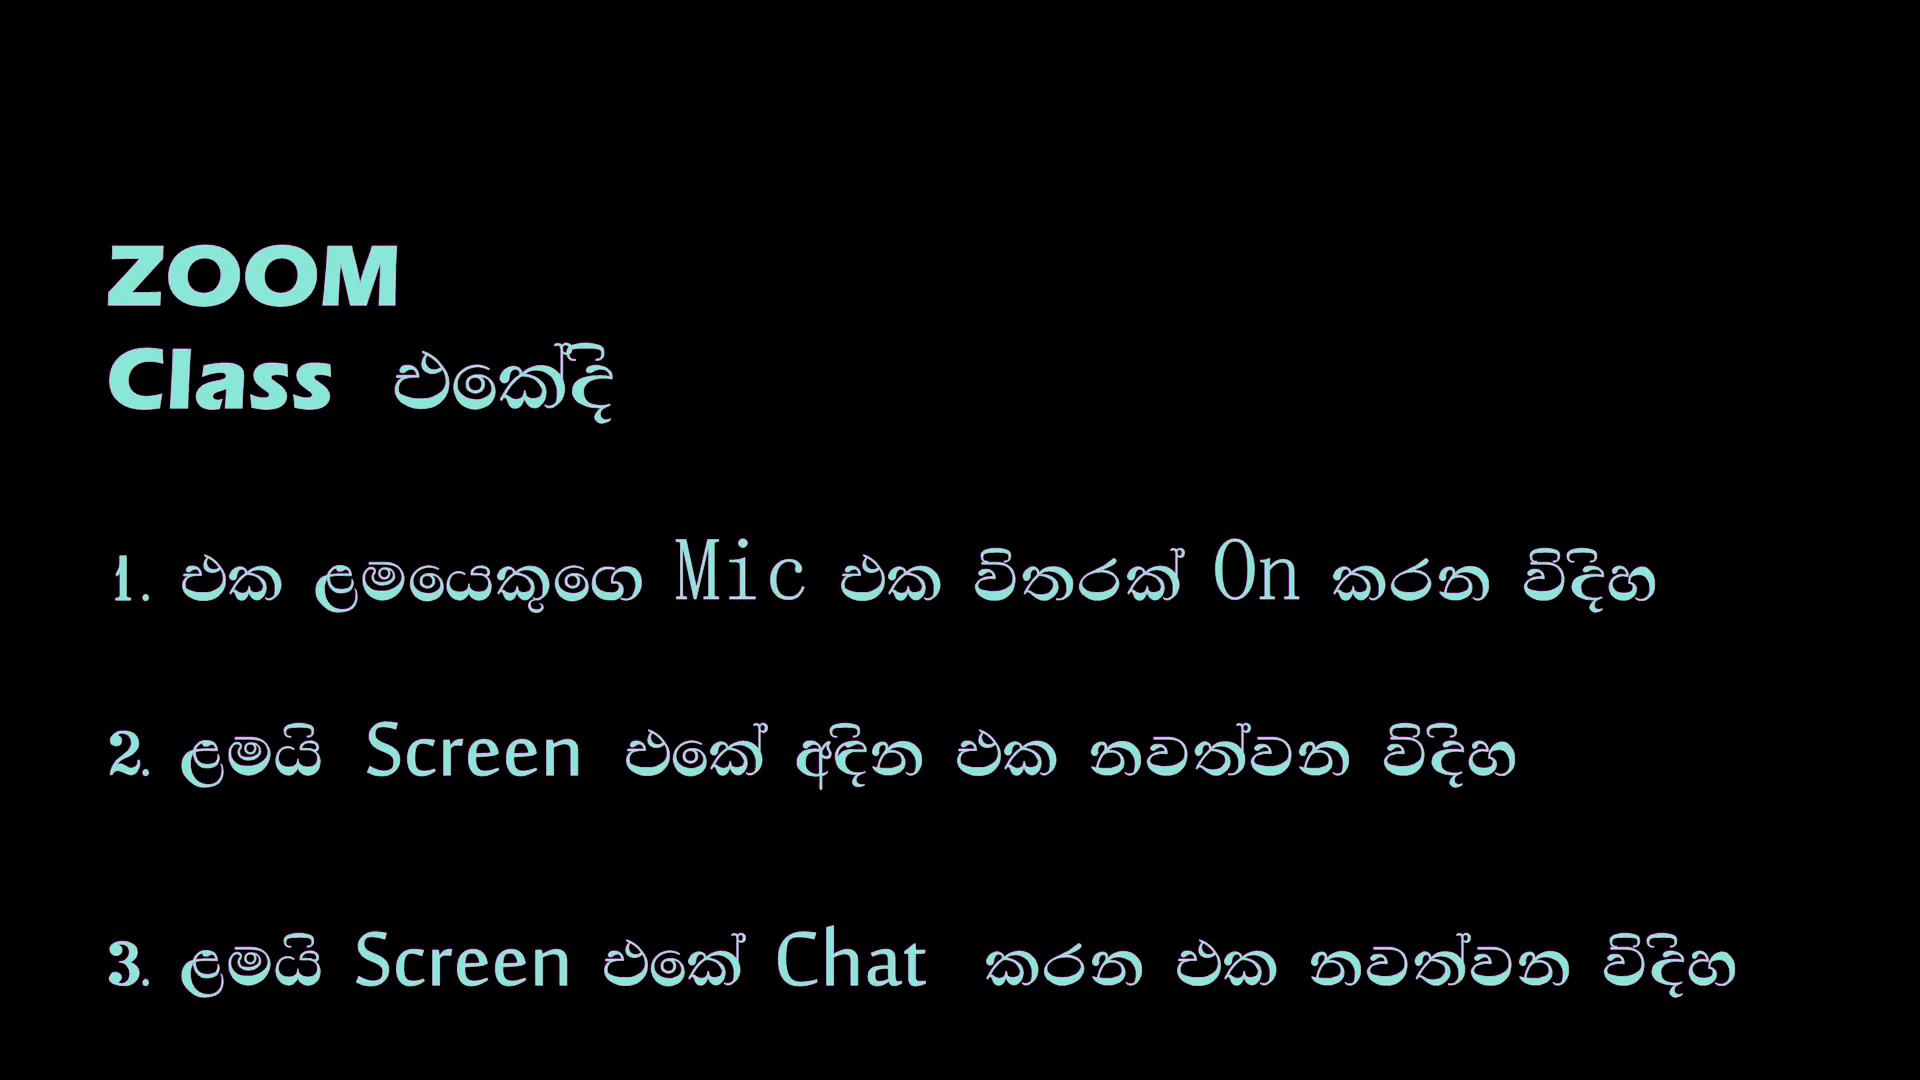 ZOOM
Class එකේදි
1. එක ළමයෙකුගෙ Mic එක විතරක් On කරන විදිහ
2. ළමයි Screen එකේ අඳින එක නවත්වන විදිහ
3. ළමයි Screen එකේ Chat කරන එක නවත්වන විදිහ